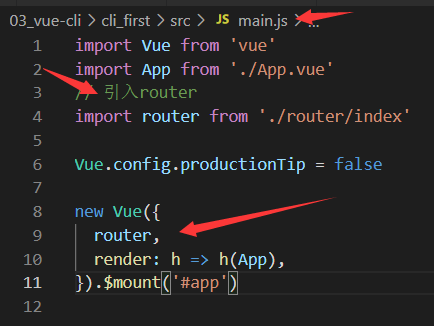 03_vue-cli > cli_first > src > JS main.js > ...
1 import Vue from 'vue'
2 import App from './App.vue'
3 // 引入router
4 import router from './router/index'
5
6 Vue.config.productionTip = false
7
8 new Vue({
9 router,
10 render: h => h(App),
11 }).$mount('#app')
12